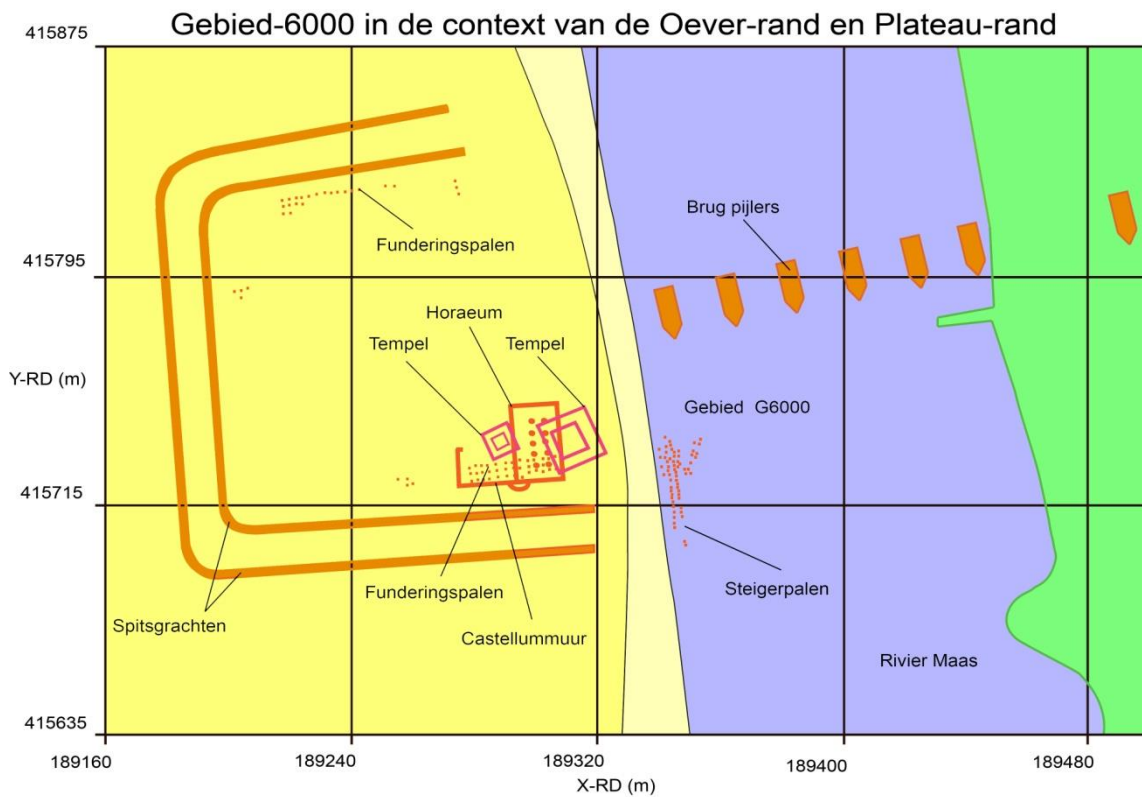 Gebied-6000 in de context van de Oever-rand en Plateau-rand
415875
Brug pijlers
Funderingspalen
415795
Horaeum
Tempel
Tempel
Y-RD (m)
Gebied G6000
415715
Funderingspalen
Steigerpalen
Spitsgrachten
Castellummuur
Rivier Maas
415635
189160
189240
189320
189400
189480
X-RD (m)